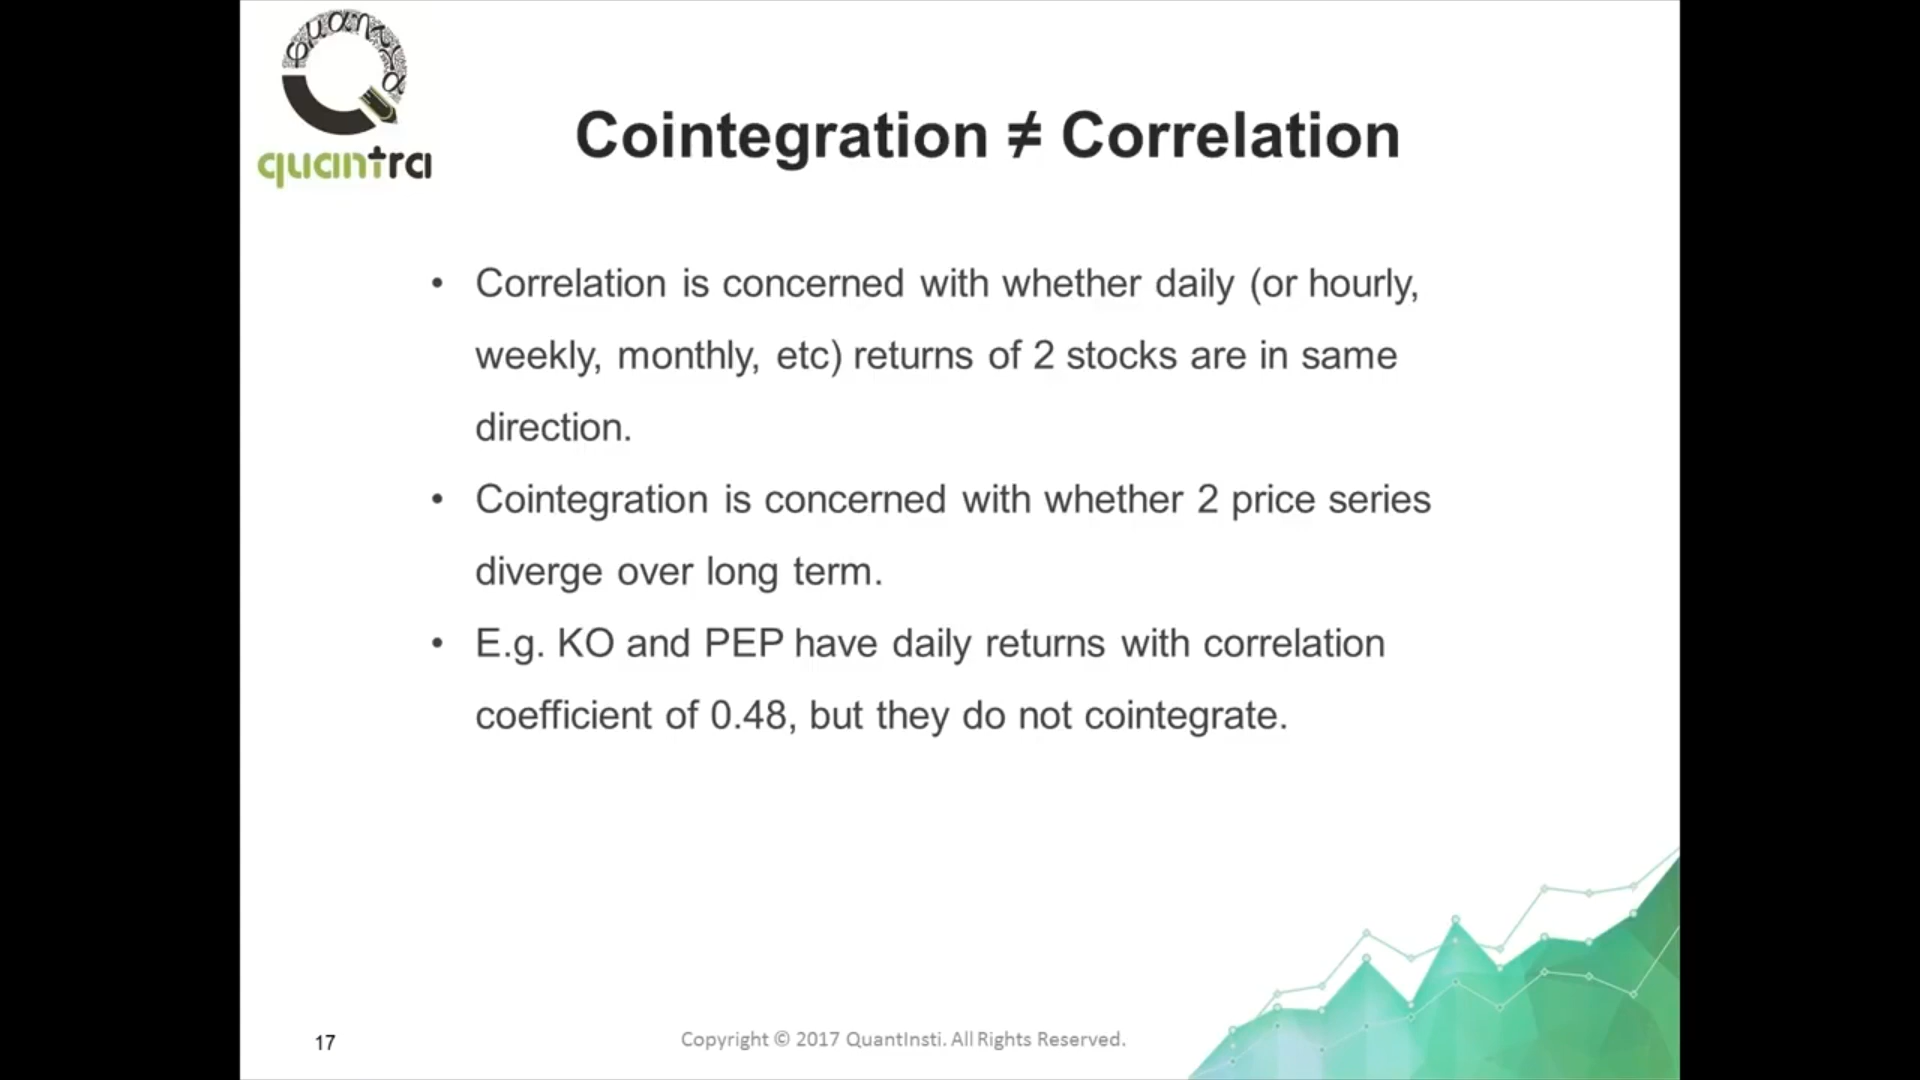 quantra
Cointegration ≠ Correlation
• Correlation is concerned with whether daily (or hourly,
weekly, monthly, etc) returns of 2 stocks are in same
direction.
• Cointegration is concerned with whether 2 price series
diverge over long term.
• E.g. KO and PEP have daily returns with correlation
coefficient of 0.48, but they do not cointegrate.
17
Copyright © 2017 QuantInsti. All Rights Reserved.